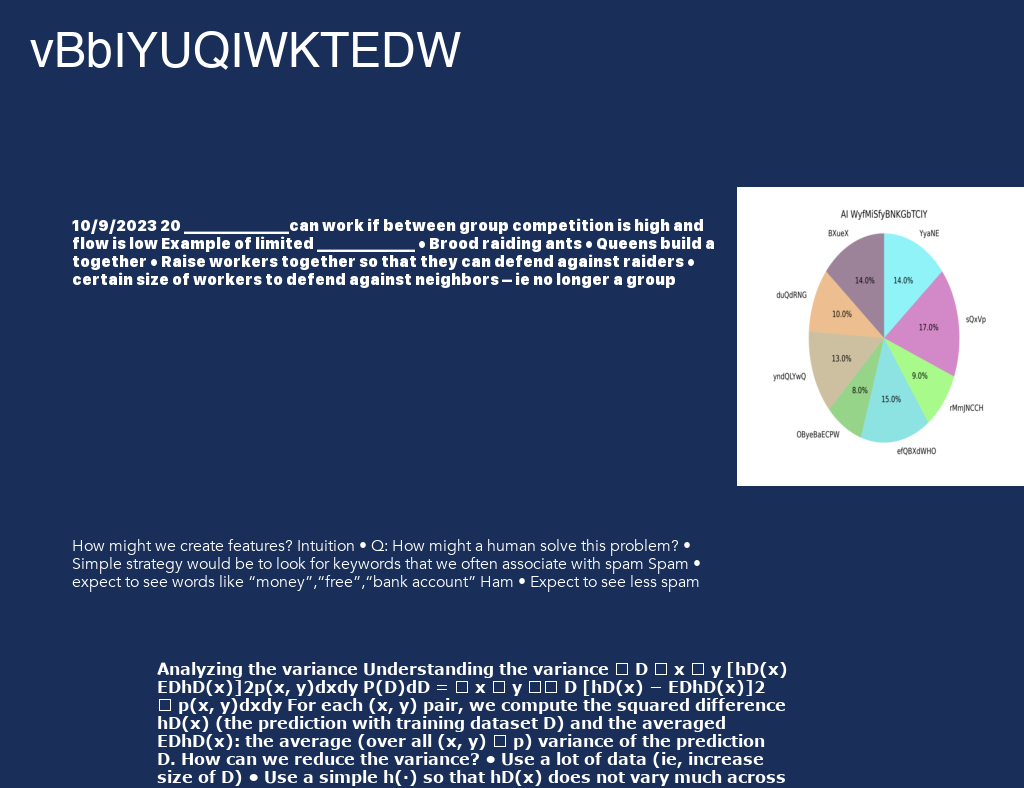 vBbIYUQIWKTEDW
10/9/2023 20 ______________can work if between group competition is high and
flow is low Example of limited _____________ • Brood raiding ants • Queens build a
together • Raise workers together so that they can defend against raiders •
certain size of workers to defend against neighbors – ie no longer a group
AI WyfMiSfyBNKGbTCIY
BXueX
YyaNE
14.0%
14.0%
duQdRNG
10.0%
17.0%
sQxVp
13.0%
yndQLYwQ
9.0%
8.0%
15.0%
rMmJNCCH
OByeBaECPW
efQBXdWHO
How might we create features? Intuition • Q: How might a human solve this problem? •
Simple strategy would be to look for keywords that we often associate with spam Spam •
expect to see words like “money”,“free”,“bank account” Ham • Expect to see less spam
Analyzing the variance Understanding the variance □ D □ x □ y [hD(x)
EDhD(x)]2p(x, y)dxdy P(D)dD = □ x □ y □□ D [hD(x) − EDhD(x)]2
□ p(x, y)dxdy For each (x, y) pair, we compute the squared difference
hD(x) (the prediction with training dataset D) and the averaged
EDhD(x): the average (over all (x, y) □ p) variance of the prediction
D. How can we reduce the variance? • Use a lot of data (ie, increase
size of D) • Use a simple h(·) so that hD(x) does not vary much across